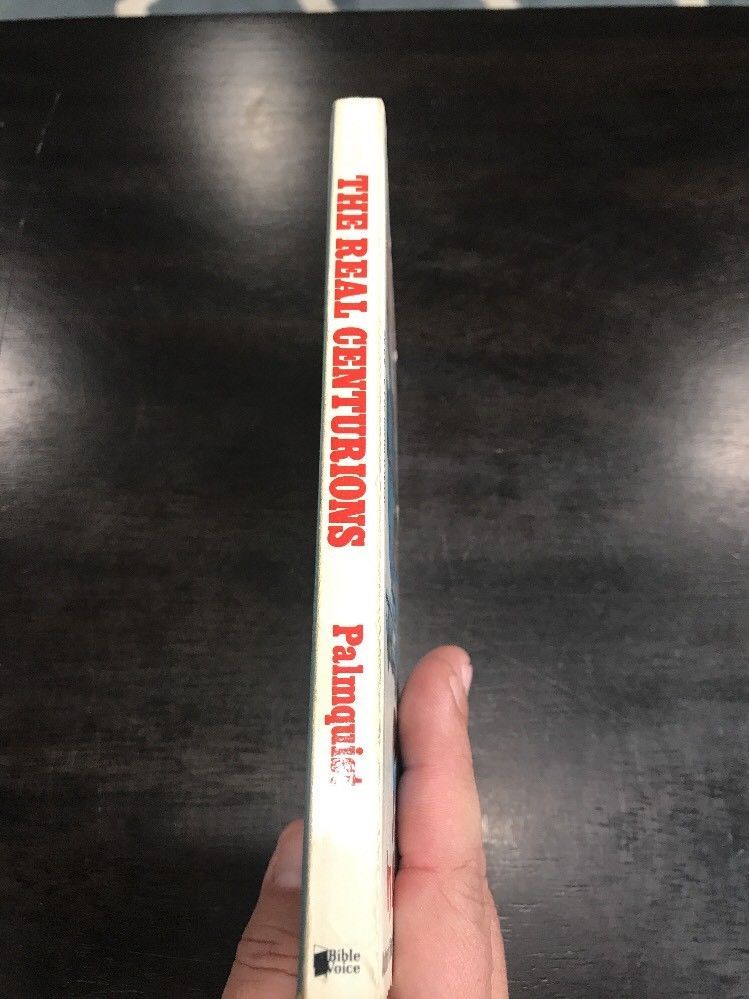 THE REAL CENTURIONS
Palmquist
Bible
Voice